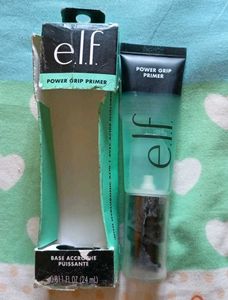 e.l.f.
POWER GRIP PRIMER
BASE ACCROCHE
PUISSANTE
0.811 FL OZ (24 mL)
POWER GRIP
PRIMER
e.l.f.